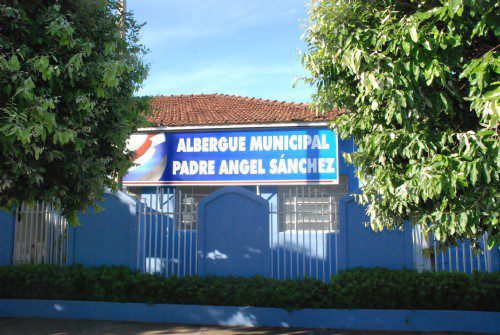 ALBERGUE MUNICIPAL
PADRE ANGEL SÁNCHEZ